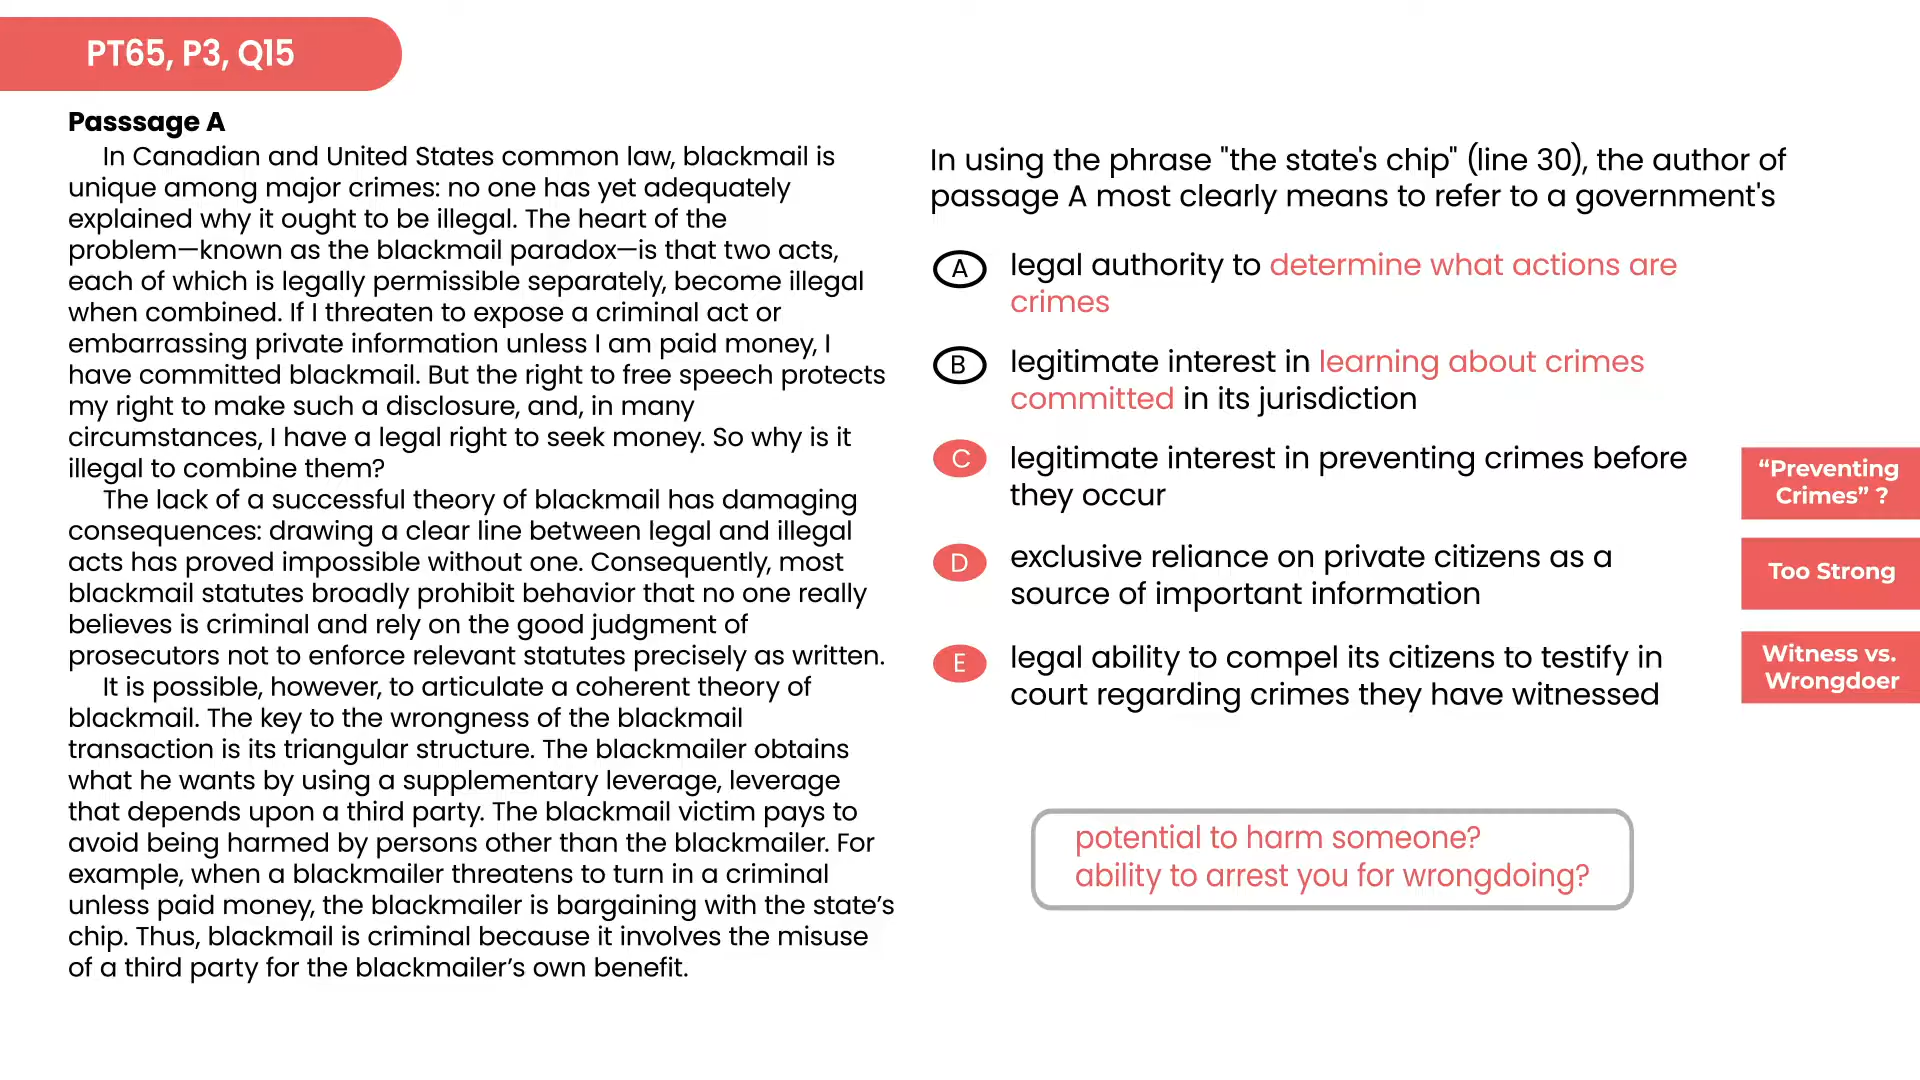 PT65, P3, Q15
Passsage A
In Canadian and United States common law, blackmail is
unique among major crimes: no one has yet adequately
explained why it ought to be illegal. The heart of the
problem—known as the blackmail paradox—is that two acts,
each of which is legally permissible separately, become illegal
when combined. If I threaten to expose a criminal act or
embarrassing private information unless I am paid money, I
have committed blackmail. But the right to free speech protects
my right to make such a disclosure, and, in many
circumstances, I have a legal right to seek money. So why is it
illegal to combine them?
The lack of a successful theory of blackmail has damaging
consequences: drawing a clear line between legal and illegal
acts has proved impossible without one. Consequently, most
blackmail statutes broadly prohibit behavior that no one really
believes is criminal and rely on the good judgment of
prosecutors not to enforce relevant statutes precisely as written.
It is possible, however, to articulate a coherent theory of
blackmail. The key to the wrongness of the blackmail
transaction is its triangular structure. The blackmailer obtains
what he wants by using a supplementary leverage, leverage
that depends upon a third party. The blackmail victim pays to
avoid being harmed by persons other than the blackmailer. For
example, when a blackmailer threatens to turn in a criminal
unless paid money, the blackmailer is bargaining with the state's
chip. Thus, blackmail is criminal because it involves the misuse
of a third party for the blackmailer's own benefit.
In using the phrase "the state's chip" (line 30), the author of
passage A most clearly means to refer to a government's
A legal authority to determine what actions are
crimes
B legitimate interest in learning about crimes
committed in its jurisdiction
C legitimate interest in preventing crimes before
they occur
"Preventing
Crimes" ?
D exclusive reliance on private citizens as a
source of important information
Too Strong
E legal ability to compel its citizens to testify in
court regarding crimes they have witnessed
Witness vs.
Wrongdoer
potential to harm someone?
ability to arrest you for wrongdoing?